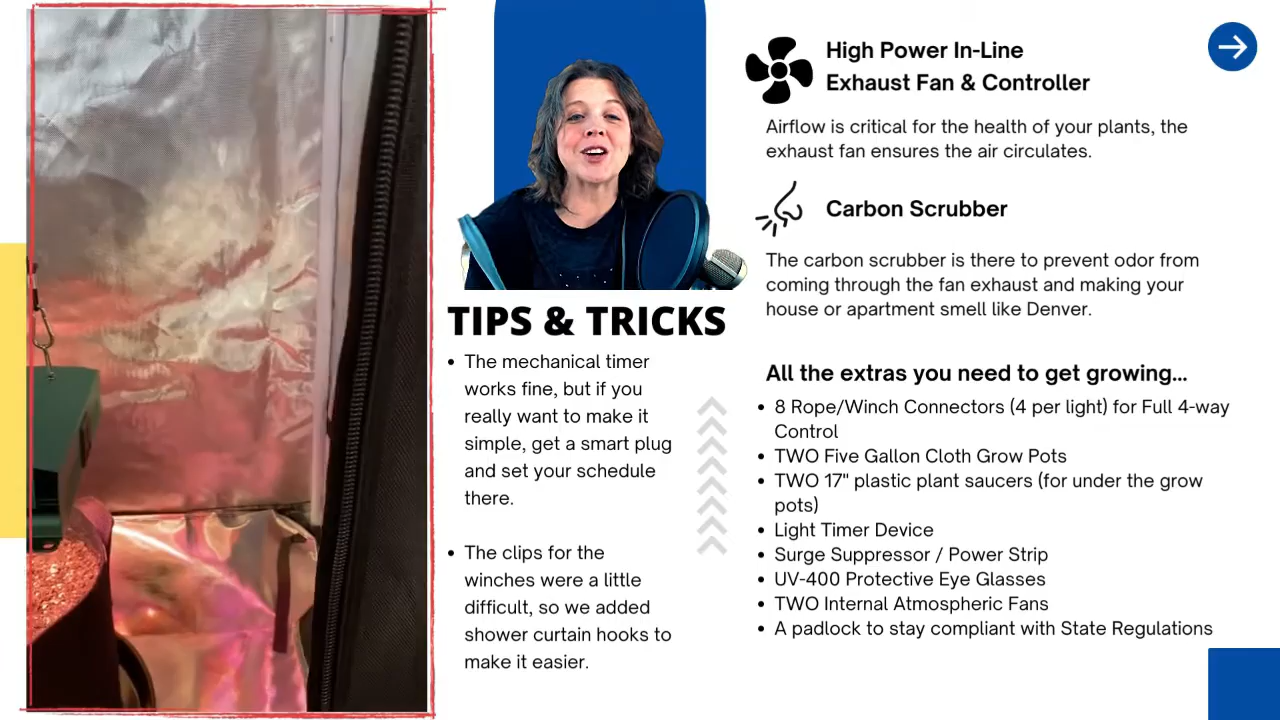 TIPS & TRICKS
• The mechanical timer
works fine, but if you
really want to make it
simple get a smart plug
and set your schedule
there.
• The clips for the
winches were a little
difficult, so we added
shower curtain hooks to
make it easier.
High Power In-Line
Exhaust Fan & Controller
Airflow is critical for the health of your plants, the
exhaust fan ensures the air circulates.
Carbon Scrubber
The carbon scrubber is there to prevent odor from
coming through the fan exhaust and making your
house or apartment smell like Denver.
All the extras you need to get growing...
• 8 Rope/Winch Connectors (4 per light) for Full 4-way
Control
• TWO Five Gallon Cloth Grow Pots
• TWO 17" plastic plant saucers (for under the grow
pots)
• Light Timer Device
• Surge Suppressor / Power Strip
• UV-400 Protective Eye Glasses
• TWO Internal Atmospheric Fans
• A padlock to stay compliant with State Regulations